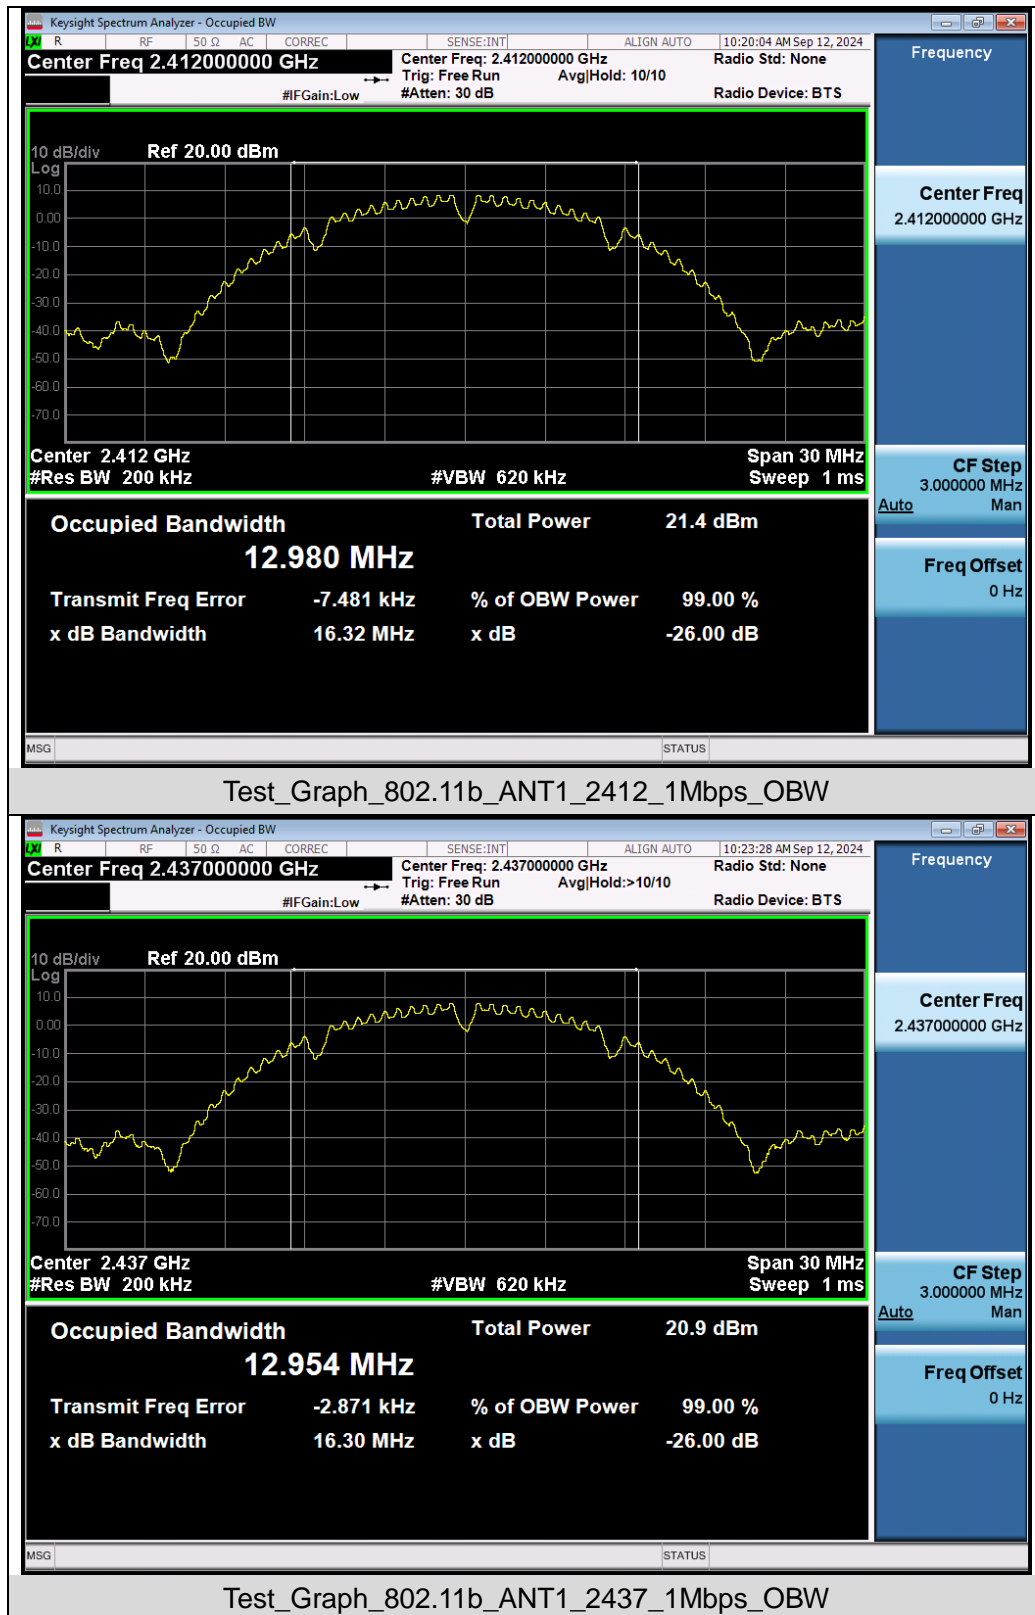 Keysight Spectrum Analyzer - Occupied BW
LXI R RF 50 Ω AC CORREC SENSE:INT ALIGN AUTO 10:20:04 AM Sep 12, 2024
Center Freq 2.412000000 GHz
Center Freq: 2.412000000 GHz Radio Std: None
Trig: Free Run Avg|Hold: 10/10
#IFGain:Low #Atten: 30 dB Radio Device: BTS
Frequency
10 dB/div Ref 20.00 dBm
Log
10.0
0.00
-10.0
-20.0
-30.0
-40.0
-50.0
-60.0
-70.0
Center Freq
2.412000000 GHz
Center 2.412 GHz Span 30 MHz
#Res BW 200 kHz #VBW 620 kHz Sweep 1 ms
CF Step
3.000000 MHz
Auto Man
Occupied Bandwidth Total Power 21.4 dBm
12.980 MHz
Freq Offset
0 Hz
Transmit Freq Error -7.481 kHz % of OBW Power 99.00 %
x dB Bandwidth 16.32 MHz x dB -26.00 dB
MSG STATUS
Test_Graph_802.11b_ANT1_2412_1Mbps_OBW
Keysight Spectrum Analyzer - Occupied BW
LXI R RF 50 Ω AC CORREC SENSE:INT ALIGN AUTO 10:23:28 AM Sep 12, 2024
Center Freq 2.437000000 GHz
Center Freq: 2.437000000 GHz Radio Std: None
Trig: Free Run Avg|Hold:>10/10
#IFGain:Low #Atten: 30 dB Radio Device: BTS
Frequency
10 dB/div Ref 20.00 dBm
Log
10.0
0.00
-10.0
-20.0
-30.0
-40.0
-50.0
-60.0
-70.0
Center Freq
2.437000000 GHz
Center 2.437 GHz Span 30 MHz
#Res BW 200 kHz #VBW 620 kHz Sweep 1 ms
CF Step
3.000000 MHz
Auto Man
Occupied Bandwidth Total Power 20.9 dBm
12.954 MHz
Freq Offset
0 Hz
Transmit Freq Error -2.871 kHz % of OBW Power 99.00 %
x dB Bandwidth 16.30 MHz x dB -26.00 dB
MSG STATUS
Test_Graph_802.11b_ANT1_2437_1Mbps_OBW